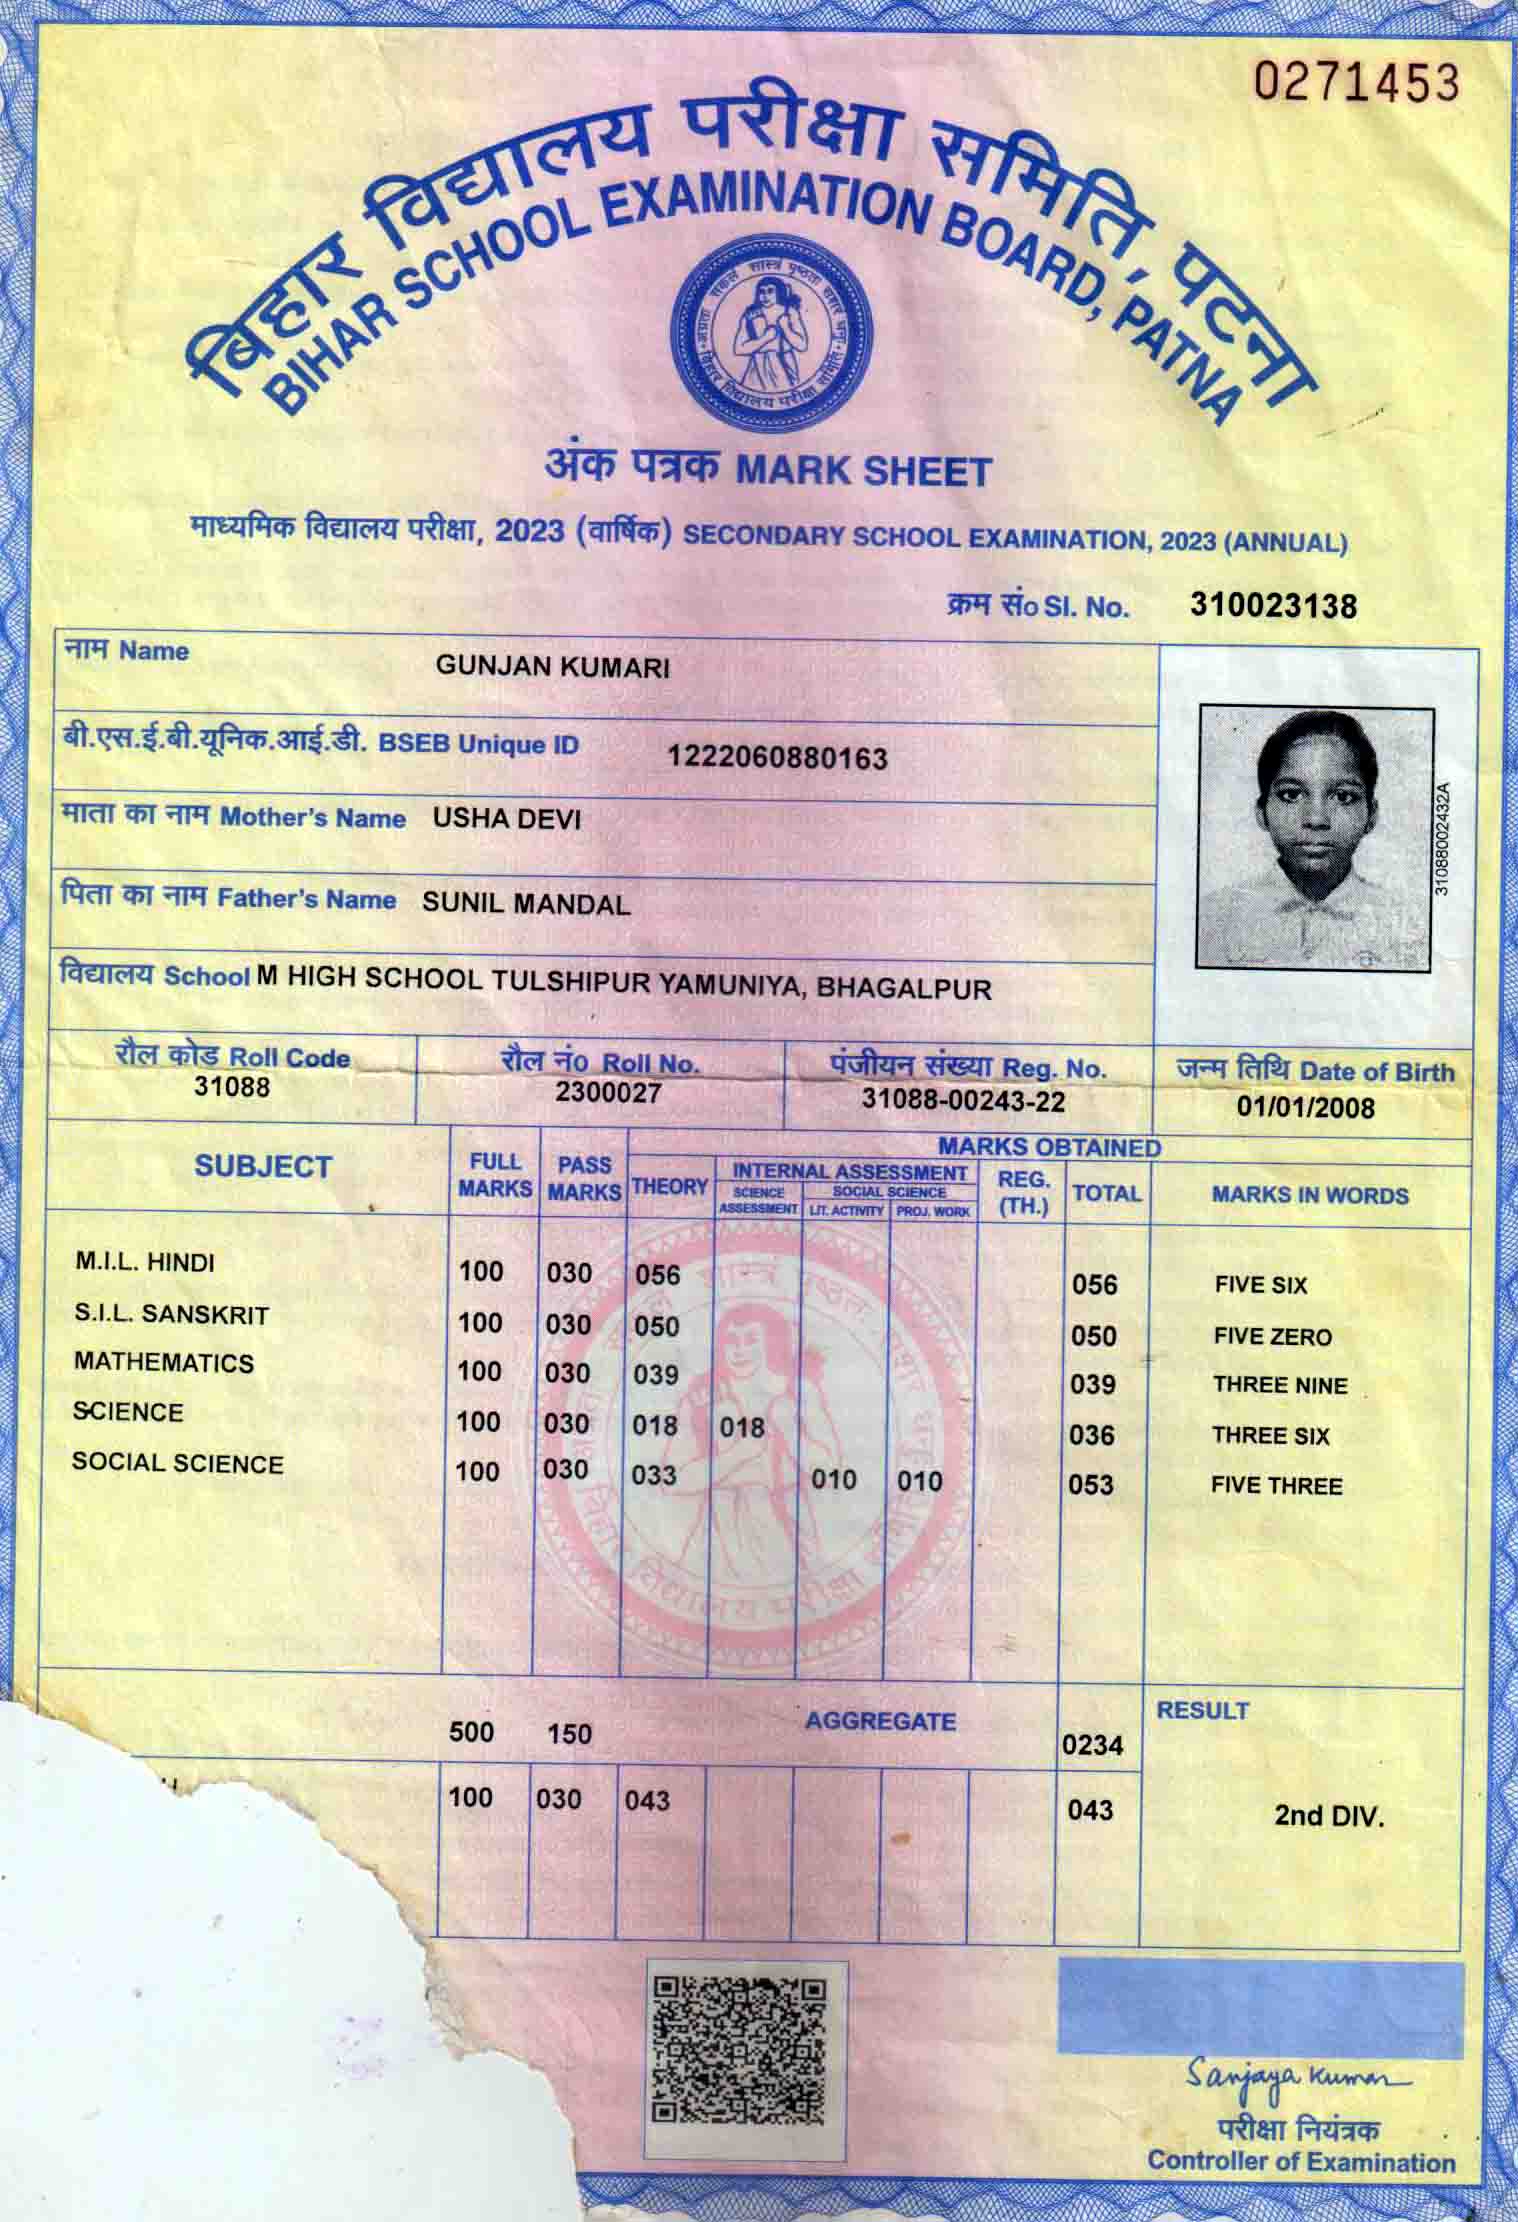 0271453
बिहार विद्यालय परीक्षा समिति, पटना
BIHAR SCHOOL EXAMINATION BOARD, PATNA
बिहार विद्यालय परीक्षा समिति
अंक पत्रक MARK SHEET
माध्यमिक विद्यालय परीक्षा, 2023 (वार्षिक) SECONDARY SCHOOL EXAMINATION, 2023 (ANNUAL)
क्रम सं० Sl. No. 310023138
नाम Name GUNJAN KUMARI
बी.एस.ई.बी.यूनिक.आई.डी. BSEB Unique ID 1222060880163
माता का नाम Mother's Name USHA DEVI
पिता का नाम Father's Name SUNIL MANDAL
विद्यालय School M HIGH SCHOOL TULSHIPUR YAMUNIYA, BHAGALPUR
31088002432A
रौल कोड Roll Code रौल नं० Roll No. पंजीयन संख्या Reg. No. जन्म तिथि Date of Birth
31088 2300027 31088-00243-22 01/01/2008
SUBJECT FULL MARKS PASS MARKS MARKS OBTAINED
THEORY INTERNAL ASSESSMENT REG. (TH.) TOTAL MARKS IN WORDS
SCIENCE ASSESSMENT SOCIAL SCIENCE
LIT. ACTIVITY PROJ. WORK
M.I.L. HINDI 100 030 056 056 FIVE SIX
S.I.L. SANSKRIT 100 030 050 050 FIVE ZERO
MATHEMATICS 100 030 039 039 THREE NINE
SCIENCE 100 030 018 018 036 THREE SIX
SOCIAL SCIENCE 100 030 033 010 010 053 FIVE THREE
500 150 AGGREGATE 0234 RESULT
100 030 043 043 2nd DIV.
Sanjaya Kumar
परीक्षा नियंत्रक
Controller of Examination